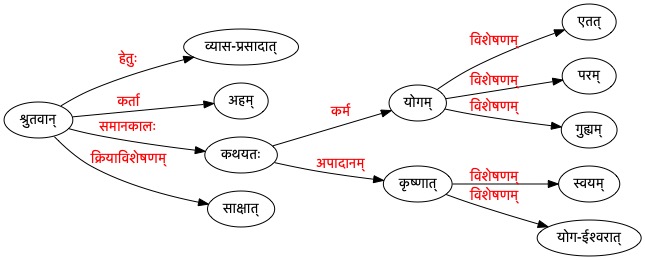 एतत्
विशेषणम्
व्यास-प्रसादात्
हेतुः
परम्
विशेषणम्
अहम्
कर्ता
योगम्
कर्म
विशेषणम्
श्रुतवान्
समानकालः
गुह्यम्
कथयतः
क्रियाविशेषणम्
अपादानम्
विशेषणम्
कृष्णात्
स्वयम्
विशेषणम्
साक्षात्
योग-ईश्वरात्